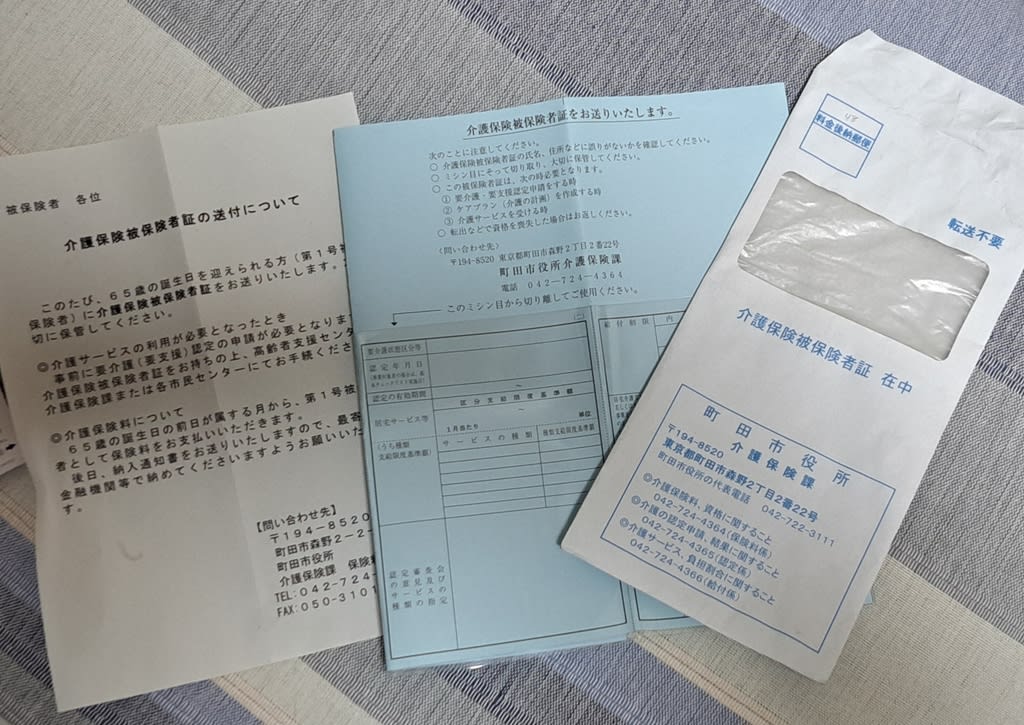 被保険者 各位
介護保険被保険者証の送付について
このたび、65歳の誕生日を迎えられる方(第1号被
保険者)に介護保険被保険者証をお送りいたします。
切に保管してください。
◎介護サービスの利用が必要となったとき
事前に要介護(要支援)認定の申請が必要となりま
介護保険被保険者証をお持ちの上、高齢者支援セン
介護保険課または各市民センターにてお手続くださ
◎介護保険料について
65歳の誕生日の前日が属する月から、第1号被
者として保険料をお支払いいただきます。
後日、納入通知書をお送りいたしますので、最寄
金融機関等で納めてくださいますようお願いいた
す。
【問い合わせ先】
〒194-8520
町田市森野2-2
町田市役所
介護保険課 保険
TEL:042-724-
FAX:050-3101
介護保険被保険者証をお送りいたします。
次のことに注意してください。
○ 介護保険被保険者証の氏名、住所などに誤りがないかを確認してください。
○ ミシン目にそって切り取り、大切に保管してください。
○ この被保険者証は、次の時必要となります。
① 要介護・要支援認定申請をする時
② ケアプラン(介護の計画)を作成する時
③ 介護サービスを受ける時
○ 転出などで資格を喪失した場合はお返しください。
〈問い合わせ先〉
〒194-8520 東京都町田市森野2丁目2番22号
町田市役所介護保険課
電話 042-724-4364
このミシン目から切離してご使用ください。
(二)
要介護状態区分等
認定年月日
認定の有効期間
~
居宅サービス等
区分支給限度基準額
~
1月当たり 単位
(うち種類
支給限度基準額)
サービスの種類
種類支給限度基準額
認定審査会
の意見及び
サービスの
種類の指定
給付制限
内
48
料金後納郵便
転送不要
介護保険被保険者証 在中
町田市役所
介護保険課
〒194-8520
東京都町田市森野2丁目2番22号
町田市役所の代表電話 042-722-3111
◎介護保険料、資格に関すること
042-724-4364(保険料係)
◎介護の認定申請、結果に関すること
042-724-4365(認定係)
◎介護サービス、負担割合に関すること
042-724-4366(給付係)